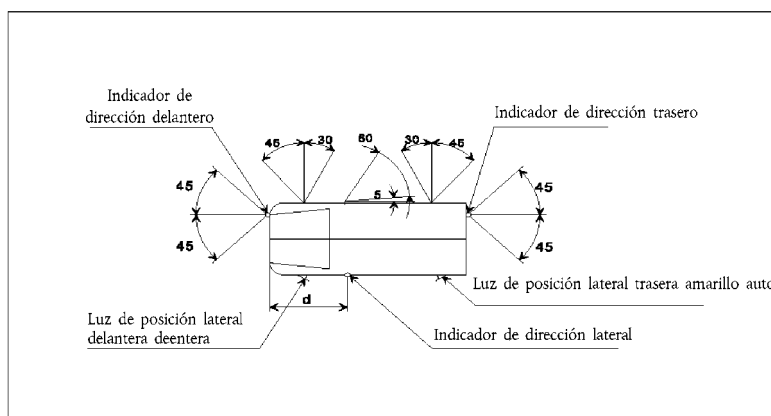 Indicador de
dirección delantero
Indicador de dirección trasero
45
30
60
30
45
5
45
45
45
45
d
Luz de posición lateral trasera amarillo auto
Luz de posición lateral
delantera deentera
Indicador de dirección lateral